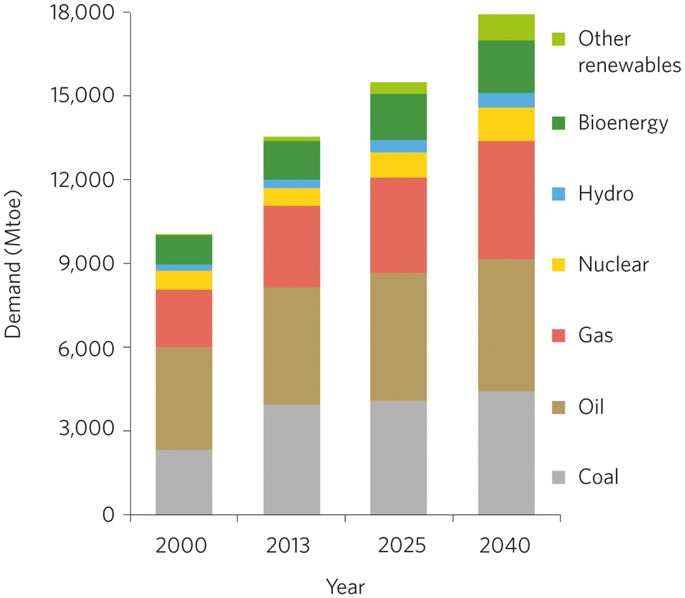 18,000
15,000
12,000
9,000
6,000
3,000
0
Demand (Mtoe)
2000 2013 2025 2040
Year
Other
renewables
Bioenergy
Hydro
Nuclear
Gas
Oil
Coal